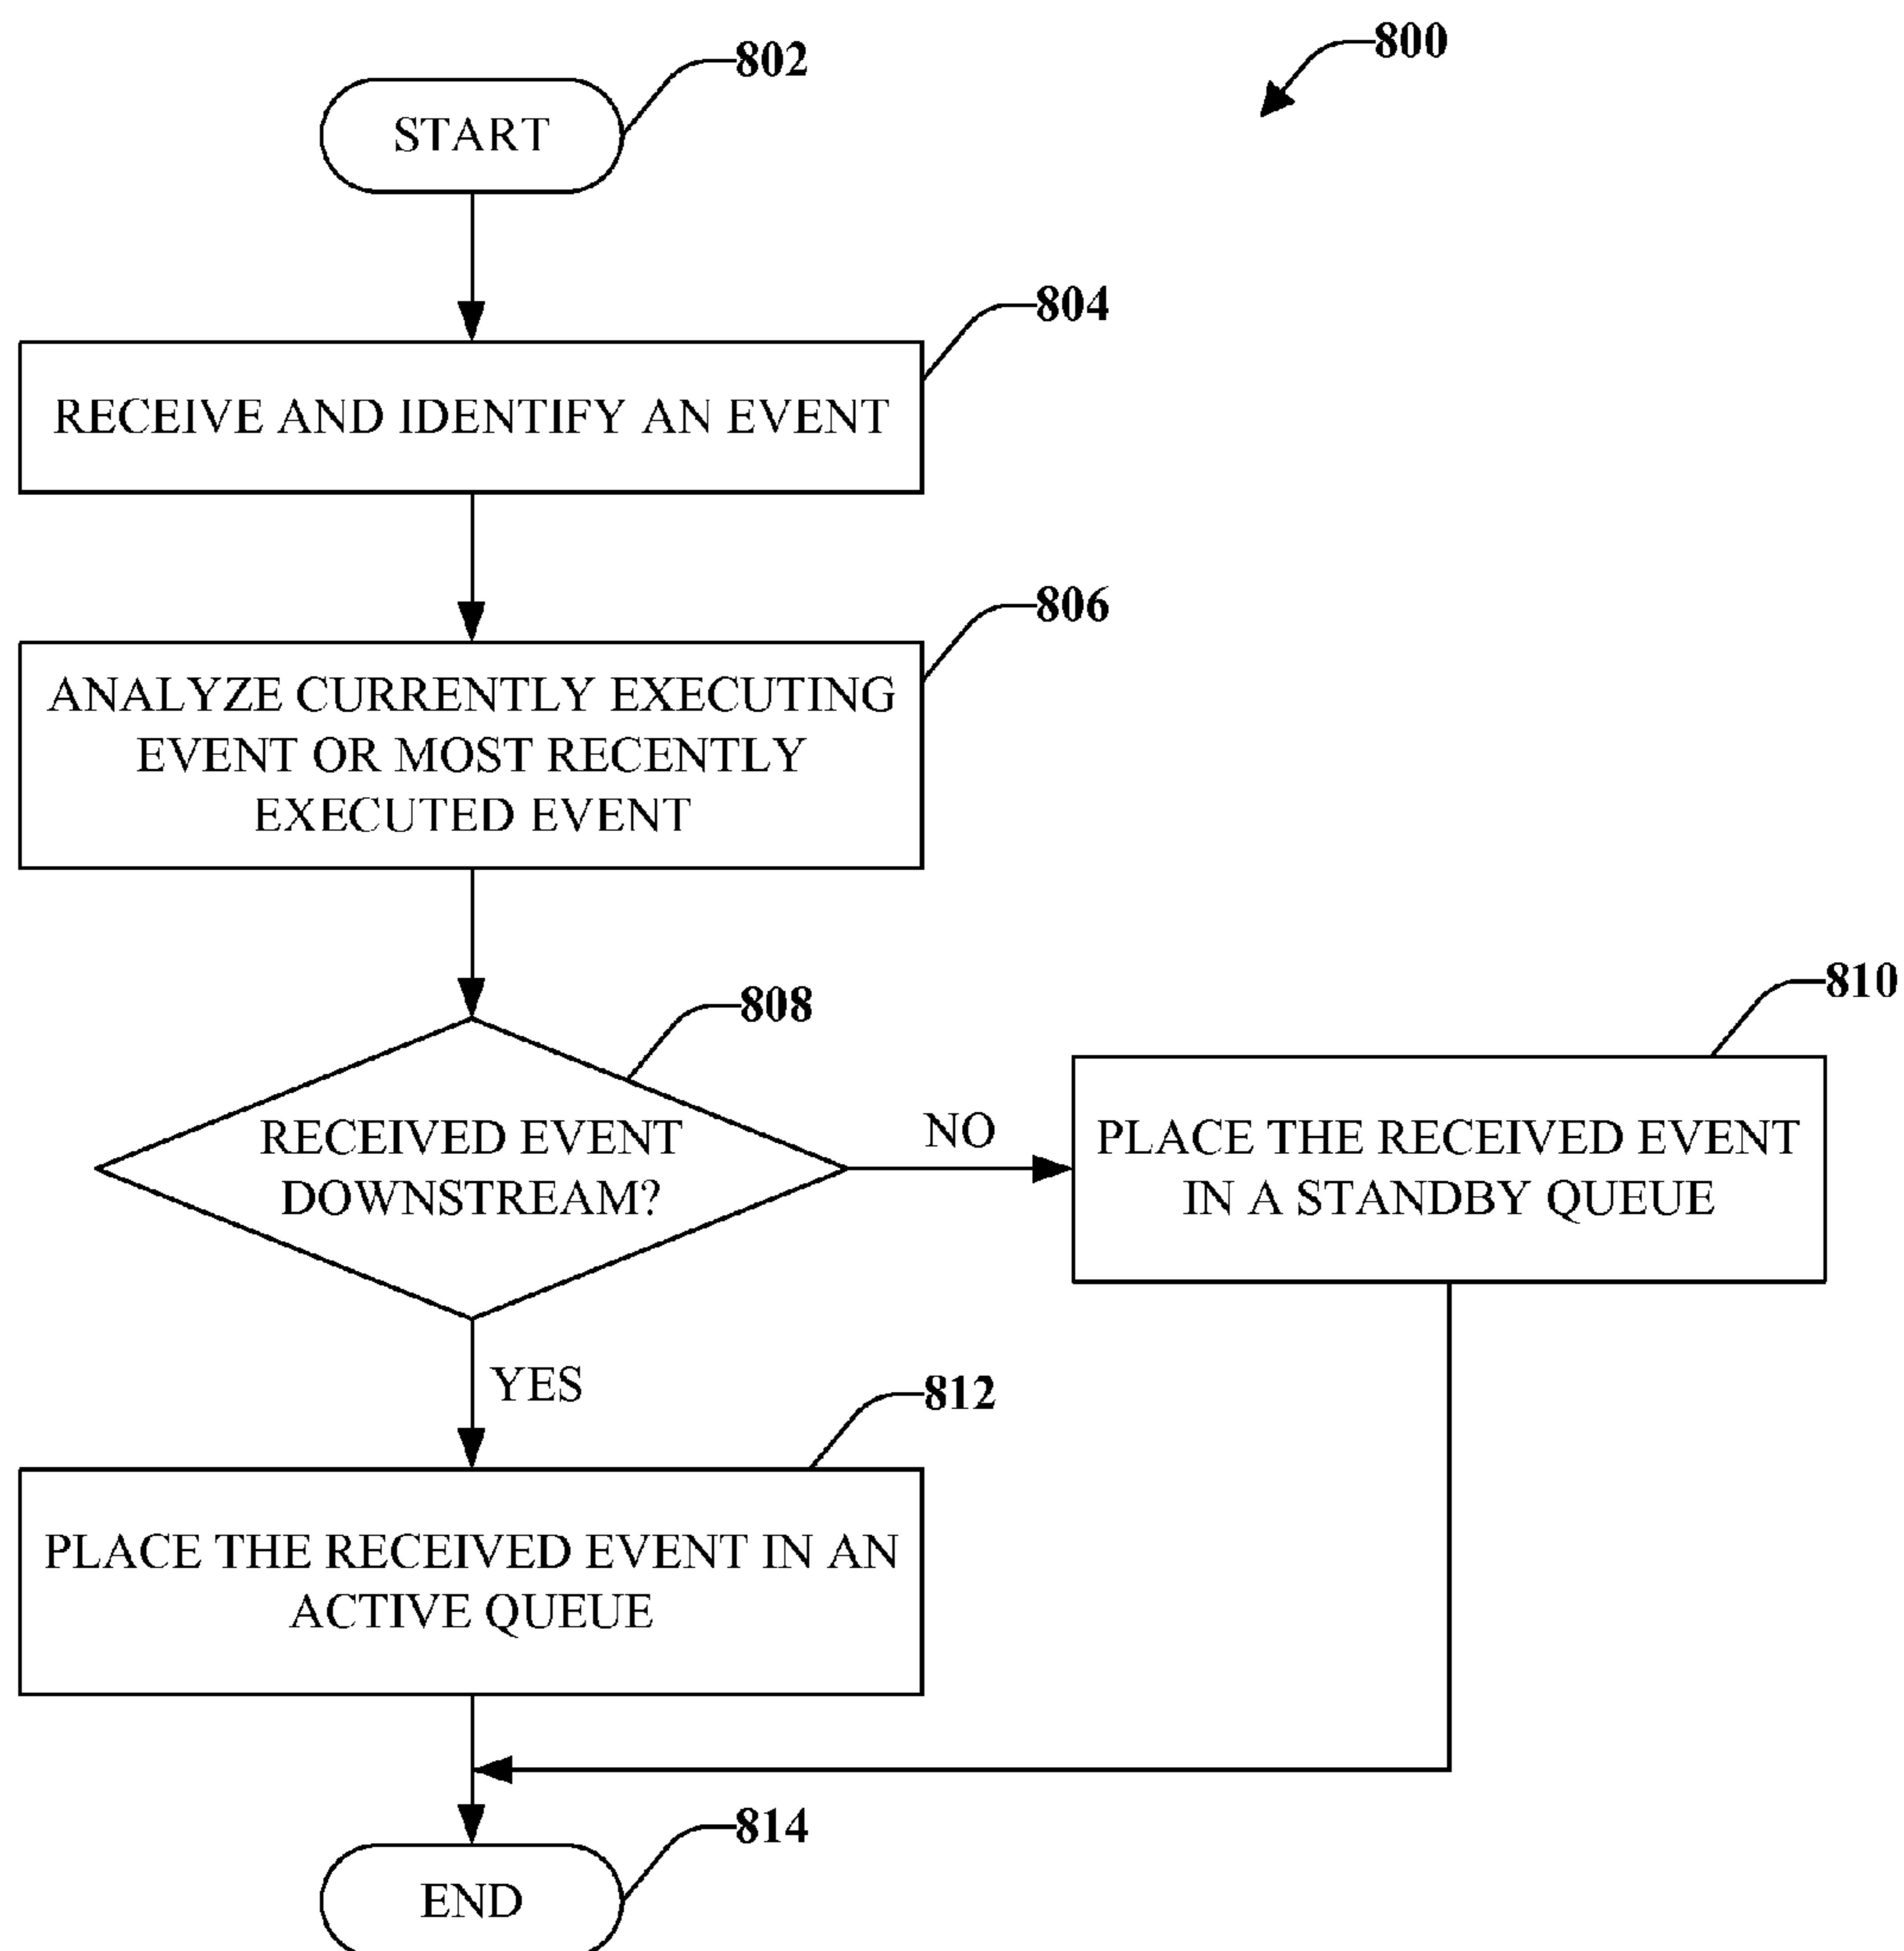 800
802
START
804
RECEIVE AND IDENTIFY AN EVENT
806
ANALYZE CURRENTLY EXECUTING
EVENT OR MOST RECENTLY
EXECUTED EVENT
808
RECEIVED EVENT
DOWNSTREAM?
NO
810
PLACE THE RECEIVED EVENT
IN A STANDBY QUEUE
YES
812
PLACE THE RECEIVED EVENT IN AN
ACTIVE QUEUE
814
END